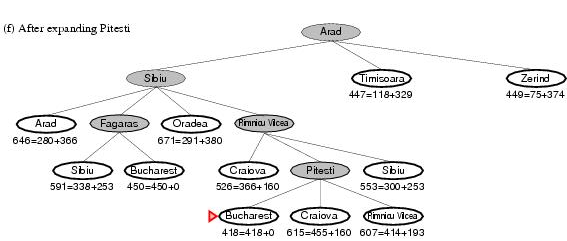 (f) After expanding Pitesti
Arad
Sibiu
Timisoara
Zerind
447=118+329
449=75+374
Arad
Fagaras
Oradea
Rimnicu Vilcea
646=280+366
671=291+380
Sibiu
Bucharest
Craiova
Pitesti
Sibiu
591=338+253
450=450+0
526=366+160
553=300+253
Bucharest
Craiova
Rimnicu Vilcea
418=418+0
615=455+160
607=414+193